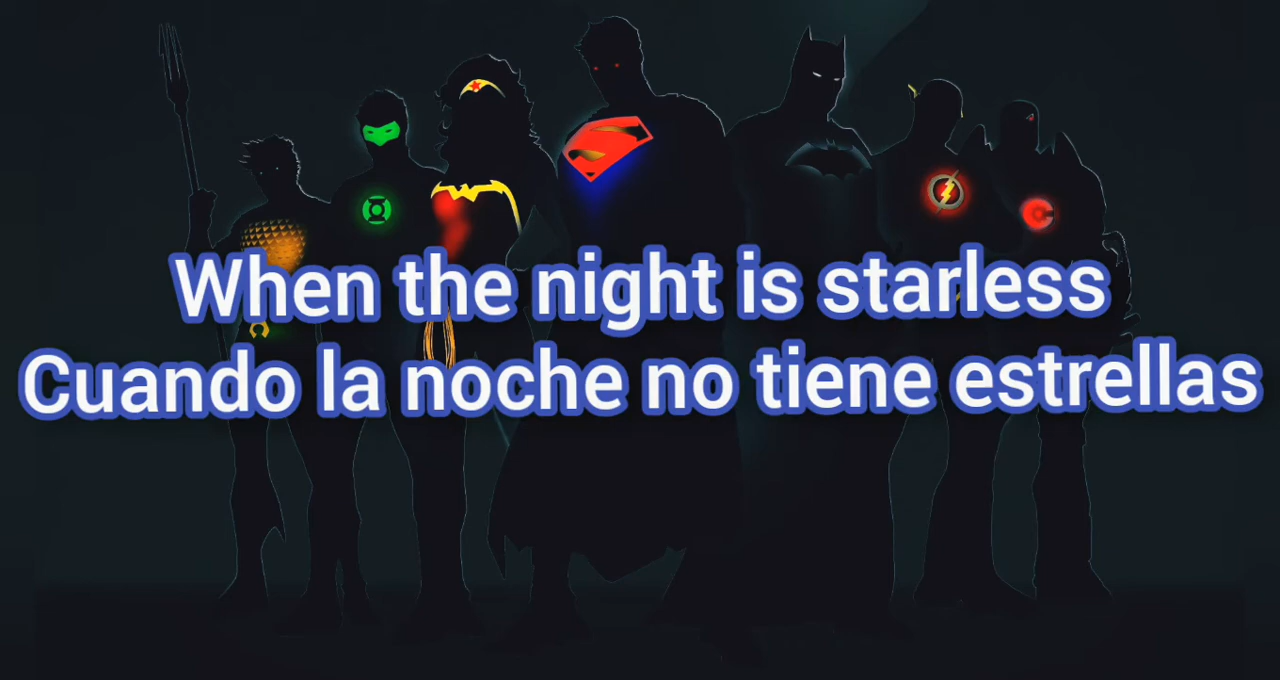 When the night is starless
Cuando la noche no tiene estrellas